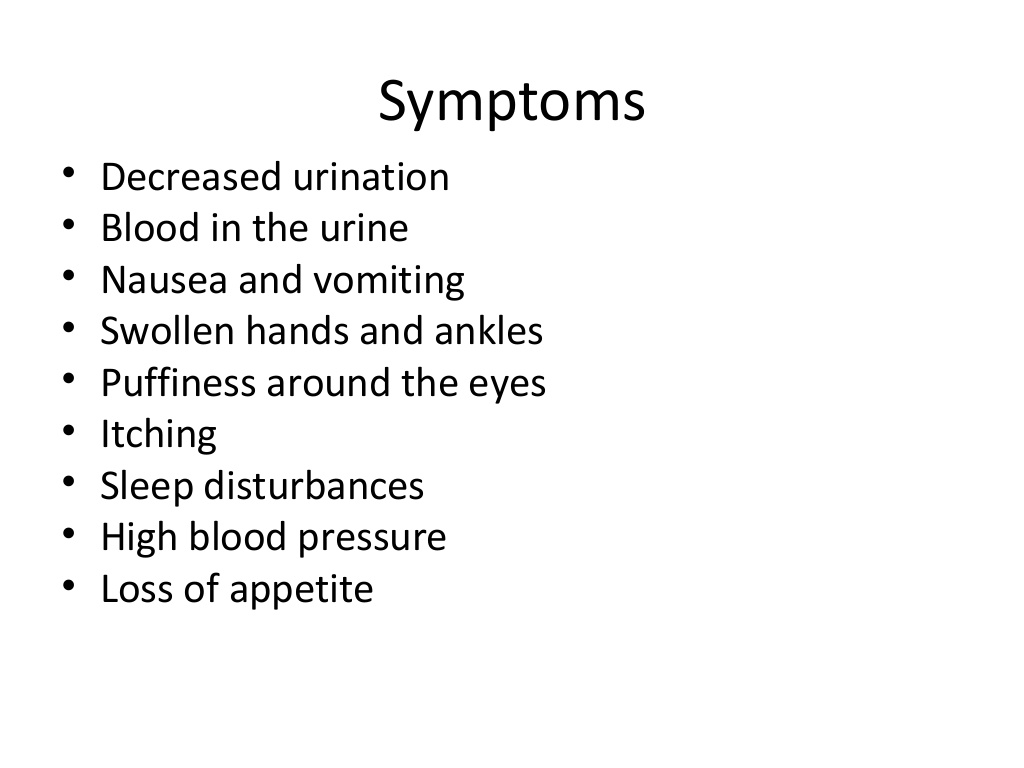 Symptoms
• Decreased urination
• Blood in the urine
• Nausea and vomiting
• Swollen hands and ankles
• Puffiness around the eyes
• Itching
• Sleep disturbances
• High blood pressure
• Loss of appetite